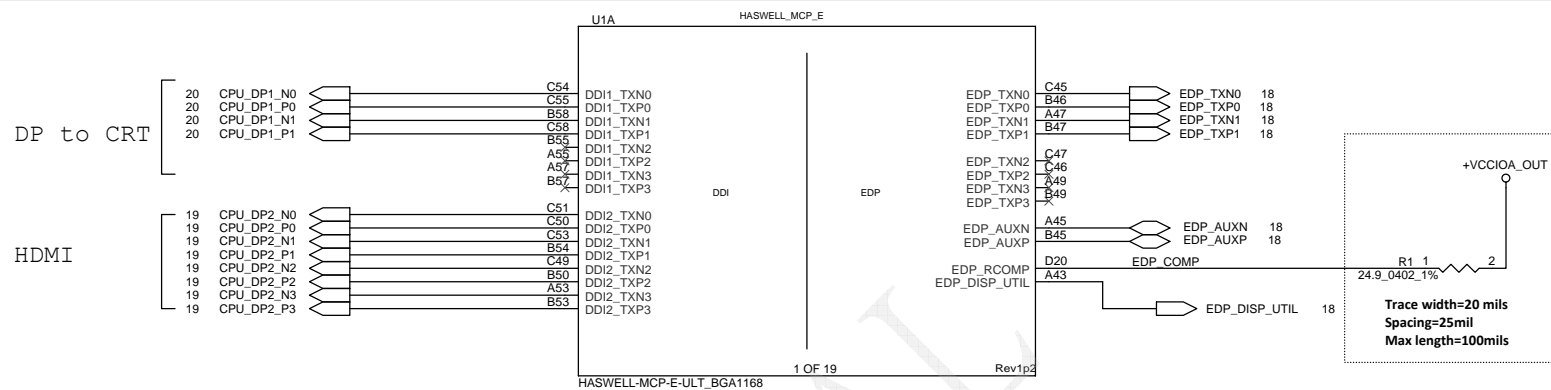 U1A HASWELL_MCP_E
DP to CRT
20 CPU_DP1_N0 C54 DDI1_TXN0
20 CPU_DP1_P0 C55 DDI1_TXP0
20 CPU_DP1_N1 B58 DDI1_TXN1
20 CPU_DP1_P1 C58 DDI1_TXP1
B55 DDI1_TXN2
A55 DDI1_TXP2
A57 DDI1_TXN3
B57 DDI1_TXP3
HDMI
19 CPU_DP2_N0 C51 DDI2_TXN0
19 CPU_DP2_P0 C50 DDI2_TXP0
19 CPU_DP2_N1 C53 DDI2_TXN1
19 CPU_DP2_P1 B54 DDI2_TXP1
19 CPU_DP2_N2 C49 DDI2_TXN2
19 CPU_DP2_P2 B50 DDI2_TXP2
19 CPU_DP2_N3 A53 DDI2_TXN3
19 CPU_DP2_P3 B53 DDI2_TXP3
DDI EDP
EDP_TXN0 C45 EDP_TXN0 18
EDP_TXP0 B46 EDP_TXP0 18
EDP_TXN1 A47 EDP_TXN1 18
EDP_TXP1 B47 EDP_TXP1 18
EDP_TXN2 C47
EDP_TXP2 C46
EDP_TXN3 A49
EDP_TXP3 B49
EDP_AUXN A45 EDP_AUXN 18
EDP_AUXP B45 EDP_AUXP 18
EDP_RCOMP D20 EDP_COMP R1 1 2
EDP_DISP_UTIL A43 24.9_0402_1%
EDP_DISP_UTIL 18
+VCCIOA_OUT
Trace width=20 mils
Spacing=25mil
Max length=100mils
1 OF 19 Rev1p2
HASWELL-MCP-E-ULT_BGA1168